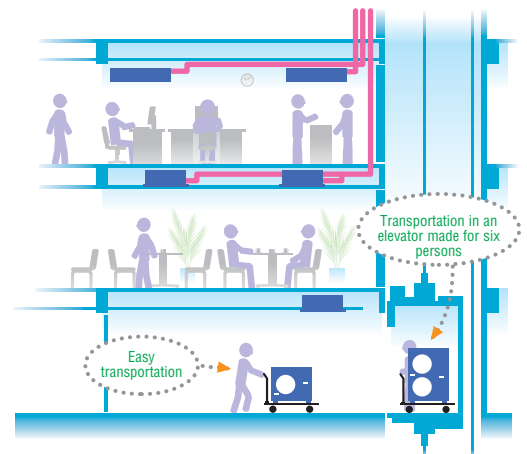 Transportation in an
elevator made for six
persons
Easy
transportation